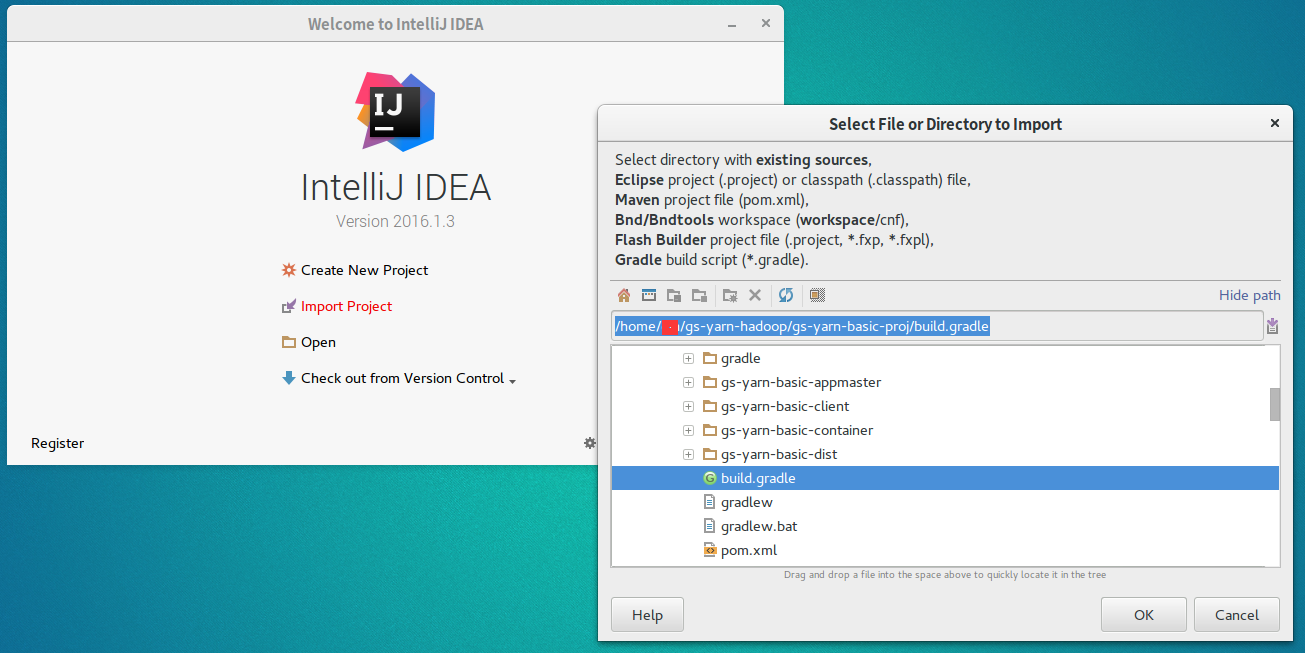 Welcome to IntelliJ IDEA
IJ
IntelliJ IDEA
Version 2016.1.3
Create New Project
Import Project
Open
Check out from Version Control
Register
Select File or Directory to Import
Select directory with existing sources,
Eclipse project (.project) or classpath (.classpath) file,
Maven project file (pom.xml),
Bnd/Bndtools workspace (workspace/cnf),
Flash Builder project file (.project, *.fxp, *.fxpl),
Gradle build script (*.gradle).
Hide path
/home/ /gs-yarn-hadoop/gs-yarn-basic-proj/build.gradle
gradle
gs-yarn-basic-appmaster
gs-yarn-basic-client
gs-yarn-basic-container
gs-yarn-basic-dist
G build.gradle
gradlew
gradlew.bat
pom.xml
Drag and drop a file into the space above to quickly locate it in the tree
Help
OK
Cancel